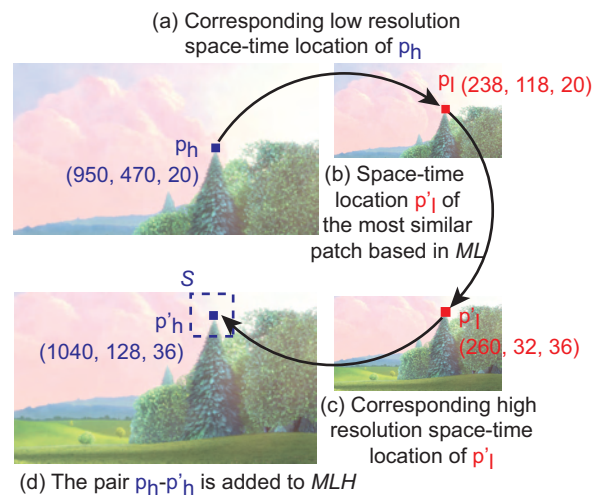 (a) Corresponding low resolution
space-time location of ph
pl (238, 118, 20)
ph
(950, 470, 20)
(b) Space-time
location p'l of
the most similar
patch based in ML
S
p'h
(1040, 128, 36)
p'l
(260, 32, 36)
(c) Corresponding high
resolution space-time
location of p'l
(d) The pair ph-p'h is added to MLH